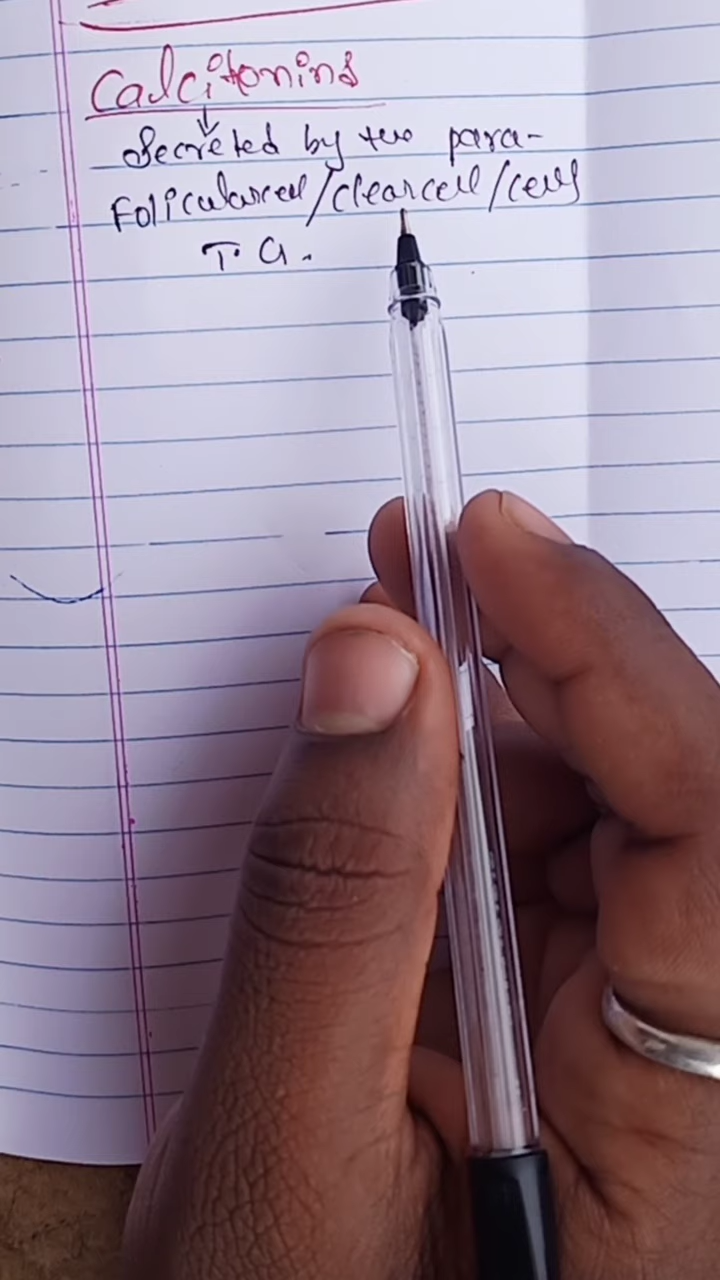 Calcitonins
↓
Secreted by the para-
Folicularcell/clearcell/cells
T. G.